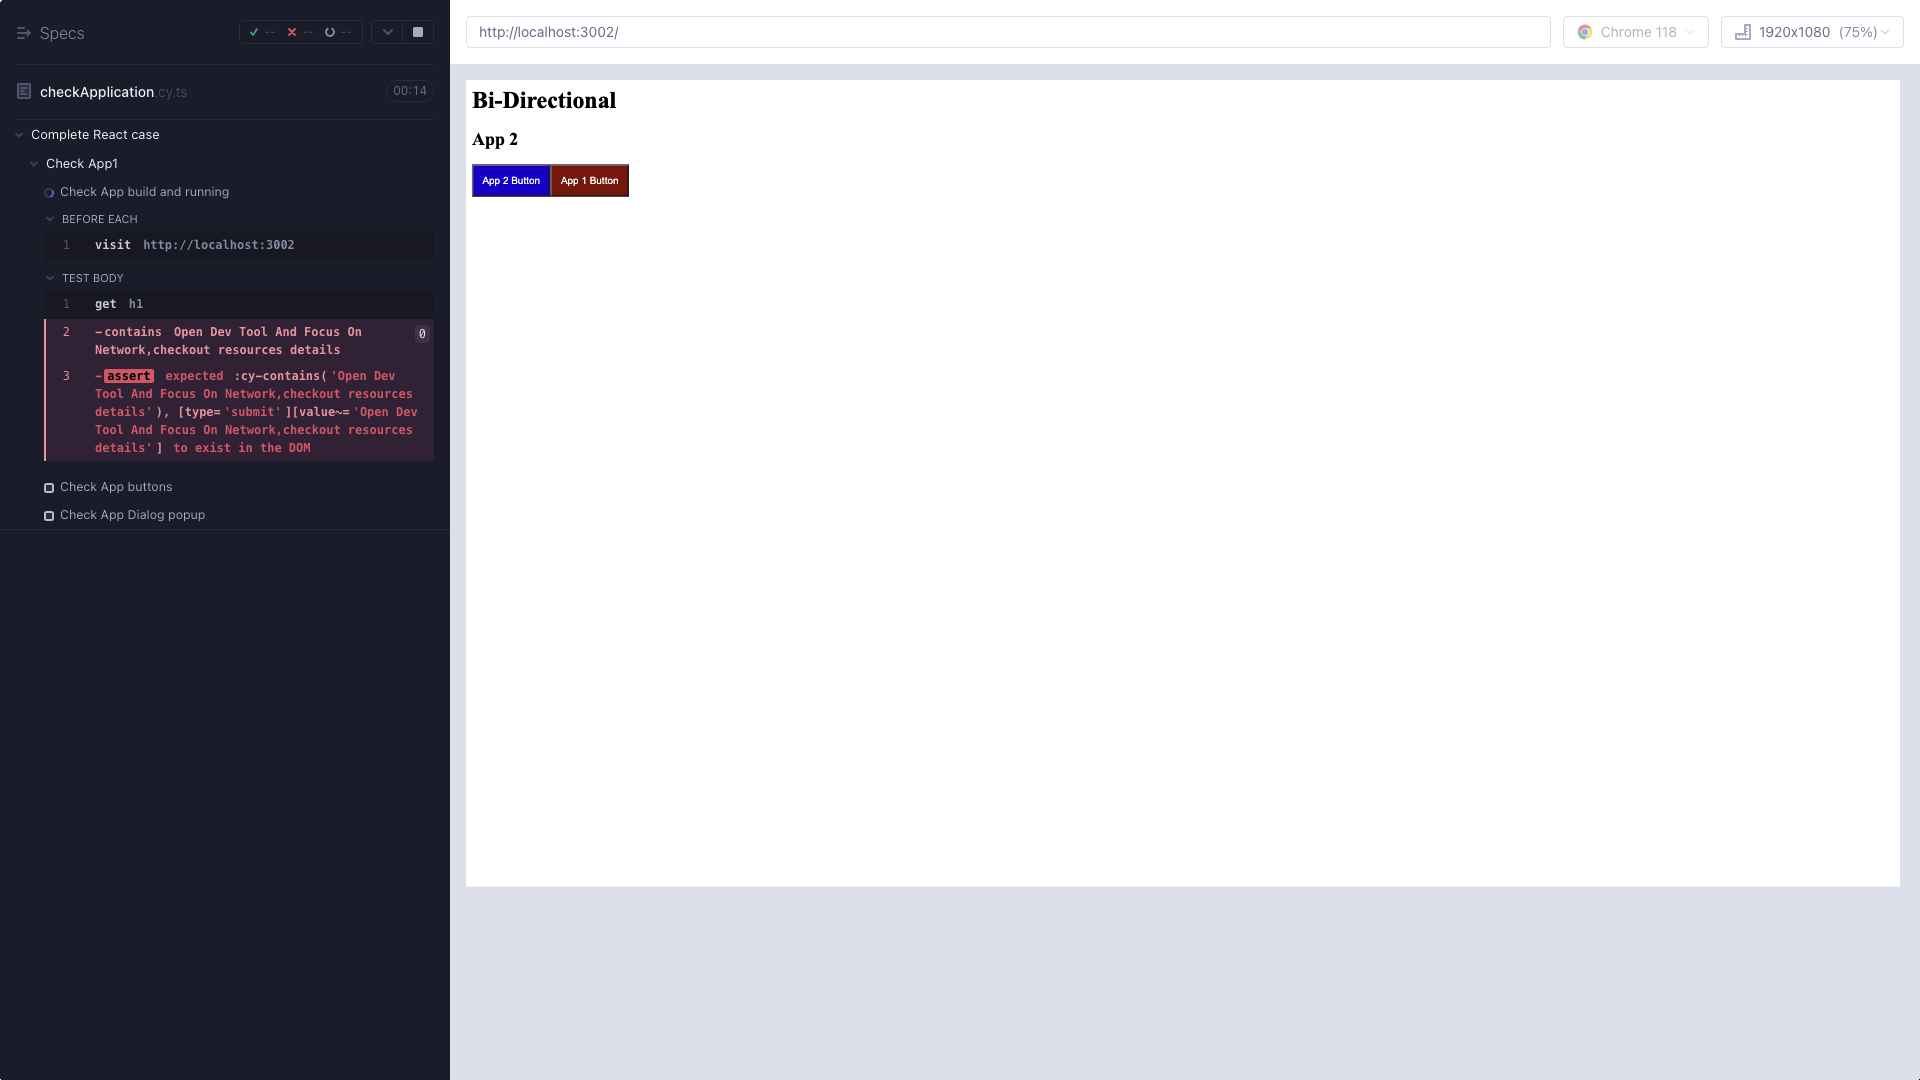 Specs
-- -- --
checkApplication.cy.ts
00:14
Complete React case
Check App1
Check App build and running
BEFORE EACH
1 visit http://localhost:3002
TEST BODY
1 get h1
2 -contains Open Dev Tool And Focus On
Network,checkout resources details
0
3 -assert expected :cy-contains('Open Dev
Tool And Focus On Network,checkout resources
details'), [type='submit'][value~='Open Dev
Tool And Focus On Network,checkout resources
details'] to exist in the DOM
Check App buttons
Check App Dialog popup
http://localhost:3002/
Chrome 118
1920x1080 (75%)
Bi-Directional
App 2
App 2 Button
App 1 Button